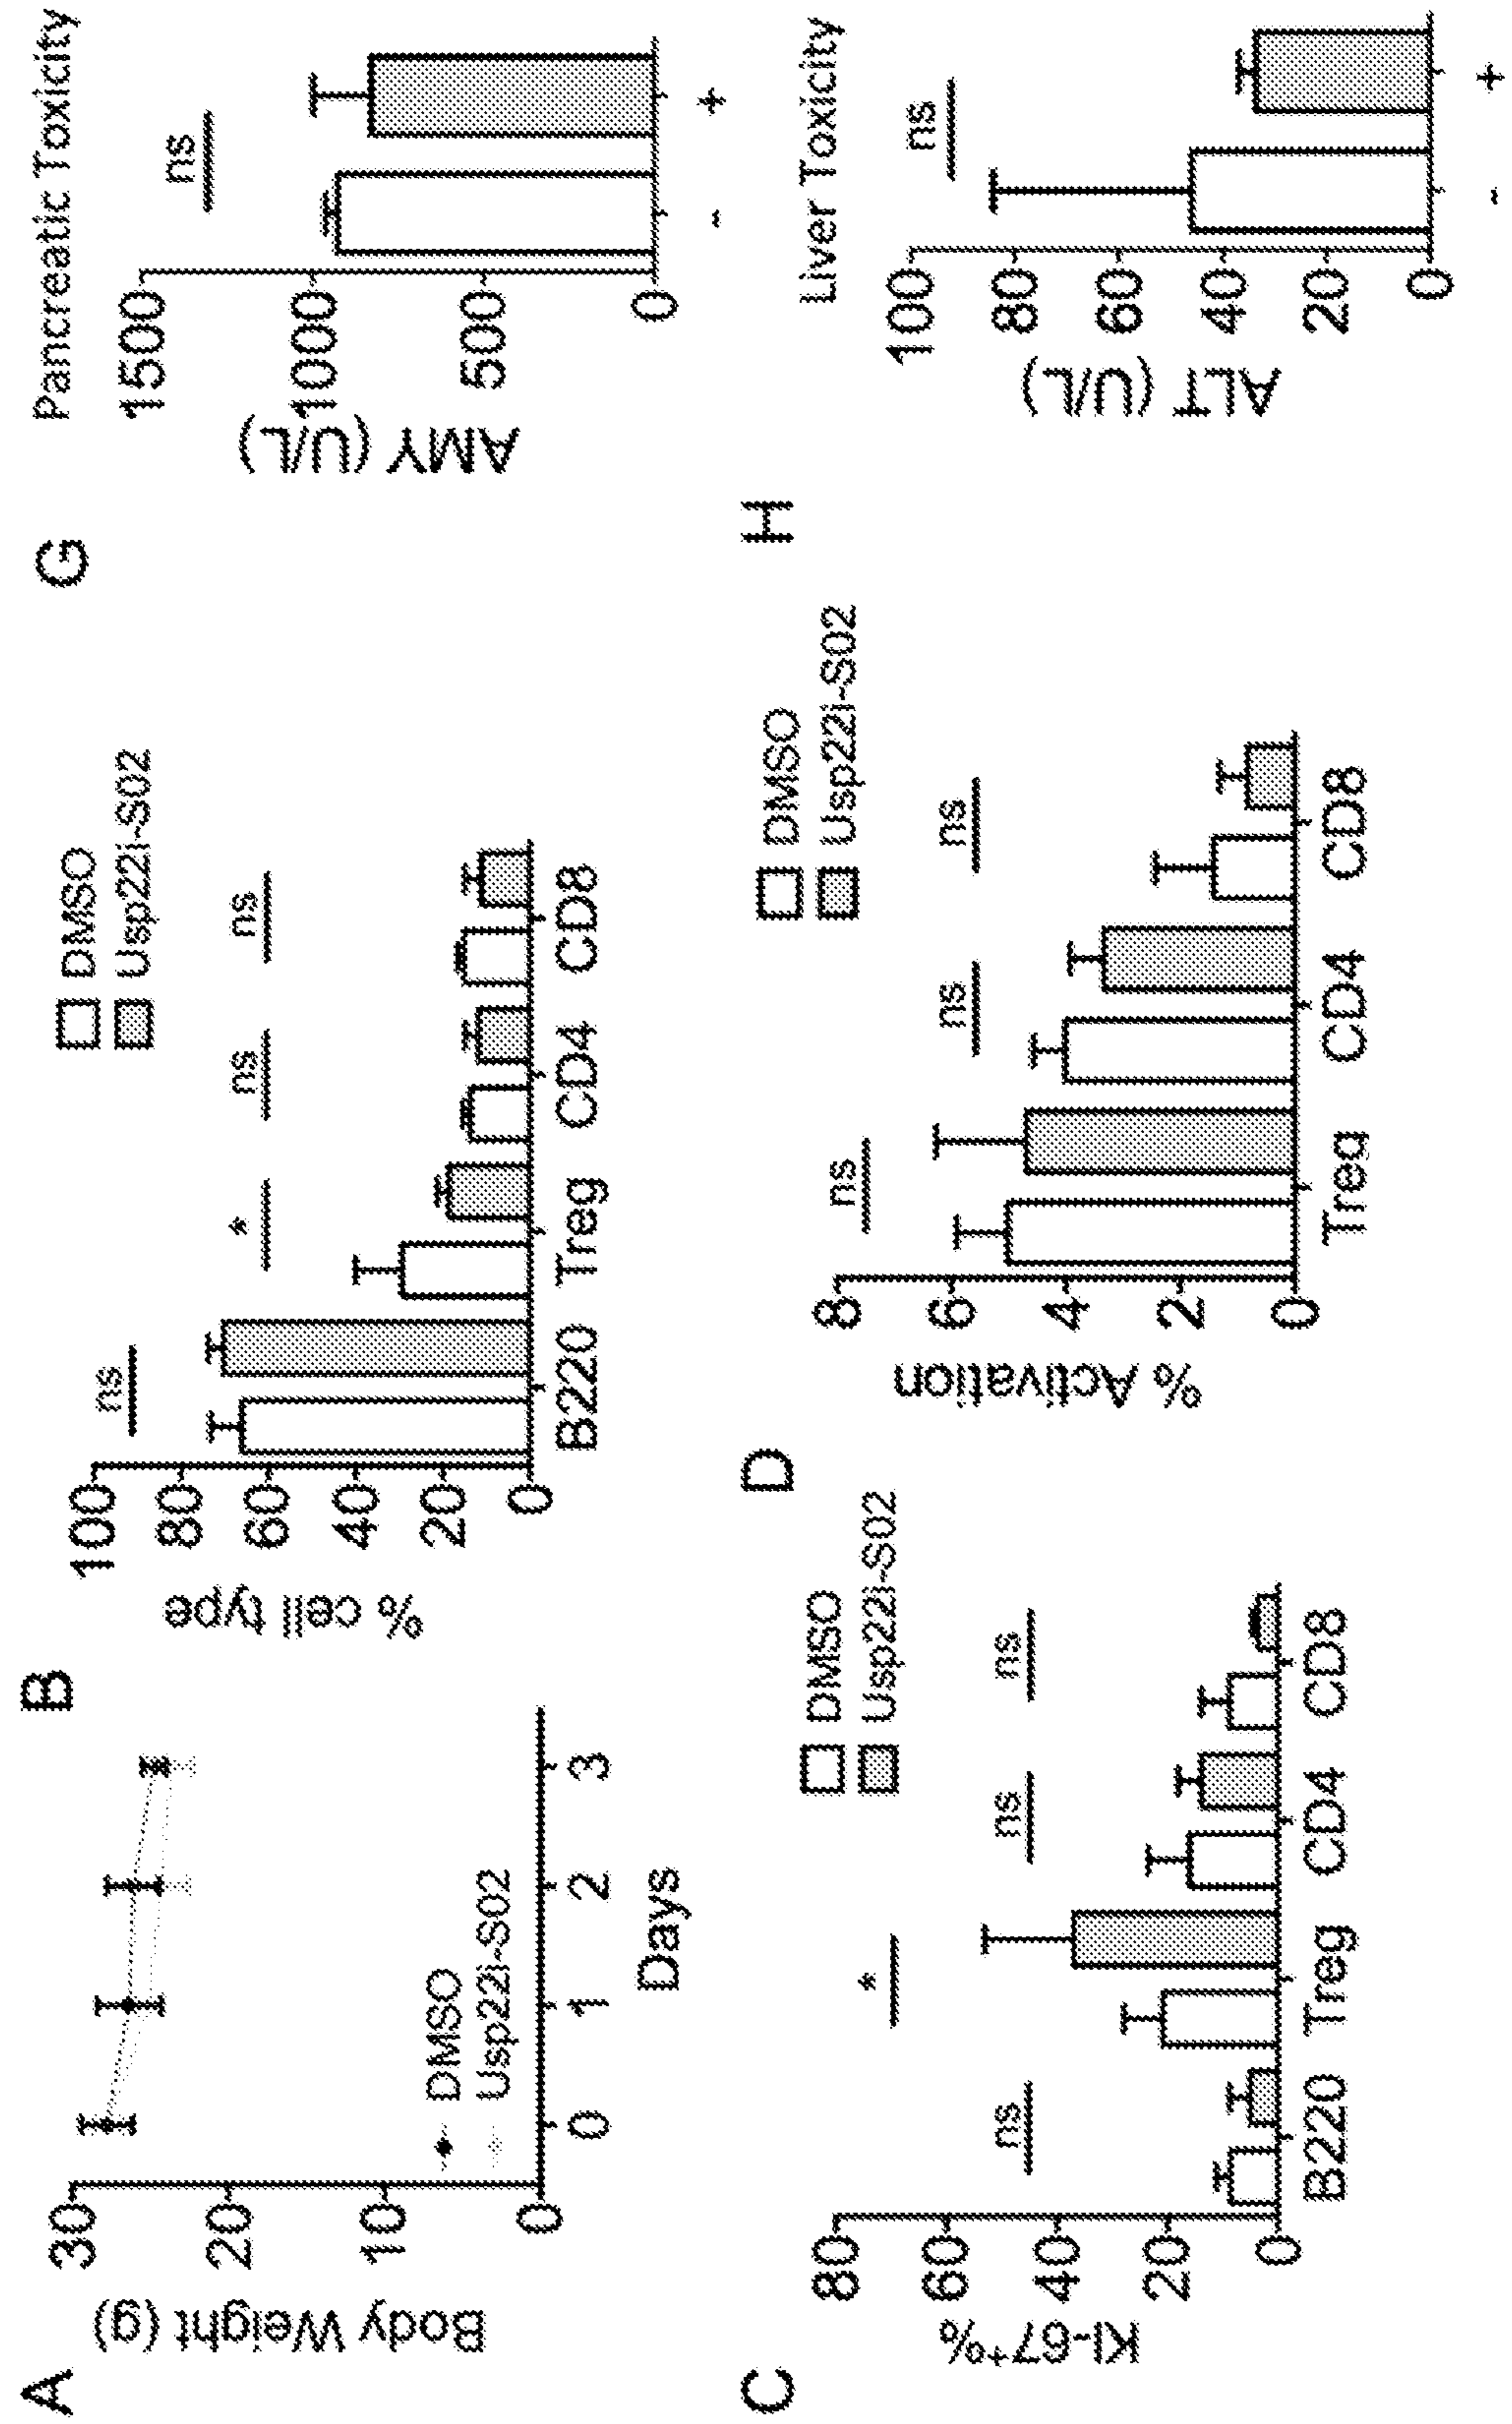 A
Body Weight (g)
30
20
10
0
DMSO
Usp22i-S02
0 1 2 3
Days
B
% cell type
100
80
60
40
20
0
DMSO
Usp22i-S02
ns * ns ns
B220 Treg CD4 CD8
G
Pancreatic Toxicity
AMY (U/L)
1500
1000
500
0
ns
- +
C
KI-67+%
80
60
40
20
0
DMSO
Usp22i-S02
ns * ns ns
B220 Treg CD4 CD8
D
% Activation
8
6
4
2
0
DMSO
Usp22i-S02
ns ns ns
Treg CD4 CD8
H
Liver Toxicity
ALT (U/L)
100
80
60
40
20
0
ns
- +